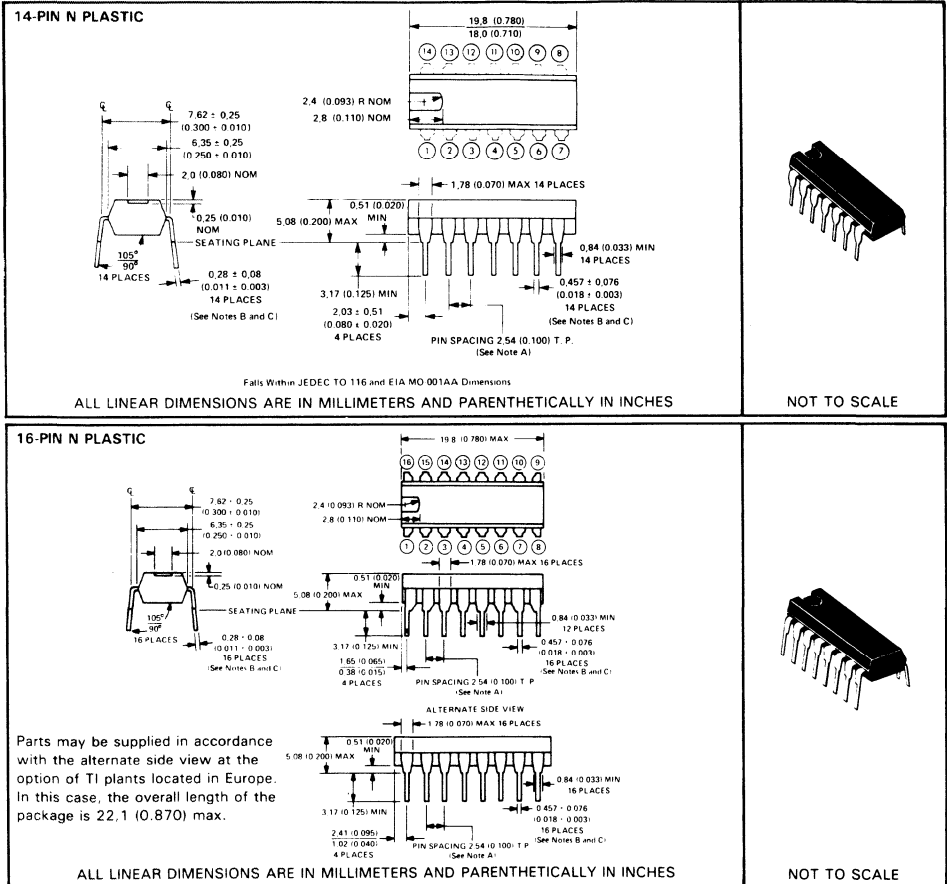 14-PIN N PLASTIC
19,8 (0.780)
18,0 (0.710)
14 13 12 11 10 9 8
2,4 (0.093) R NOM
2,8 (0.110) NOM
1 2 3 4 5 6 7
℄ ℄
7,62 ± 0,25
(0.300 ± 0.010)
6,35 ± 0,25
(0.250 ± 0.010)
2,0 (0.080) NOM
0,25 (0.010)
NOM
SEATING PLANE
105°
90°
14 PLACES
0,28 ± 0,08
(0.011 ± 0.003)
14 PLACES
(See Notes B and C)
1,78 (0.070) MAX 14 PLACES
0,51 (0.020)
MIN
5,08 (0.200) MAX
3,17 (0.125) MIN
2,03 ± 0,51
(0.080 ± 0.020)
4 PLACES
0,84 (0.033) MIN
14 PLACES
0,457 ± 0,076
(0.018 ± 0.003)
14 PLACES
(See Notes B and C)
PIN SPACING 2,54 (0.100) T. P.
(See Note A)
Falls Within JEDEC TO 116 and EIA MO 001AA Dimensions
ALL LINEAR DIMENSIONS ARE IN MILLIMETERS AND PARENTHETICALLY IN INCHES
NOT TO SCALE
16-PIN N PLASTIC
19 8 (0 780) MAX
16 15 14 13 12 11 10 9
2,4 (0 093) R NOM
2,8 (0 110) NOM
1 2 3 4 5 6 7 8
℄ ℄
7,62 · 0,25
(0 300 · 0 010)
6,35 · 0,25
(0.250 · 0.010)
2,0 (0 080) NOM
0,25 (0 010) NOM
SEATING PLANE
105°
90°
16 PLACES
0,28 · 0,08
(0 011 · 0 003)
16 PLACES
(See Notes B and C)
1 78 (0 070) MAX 16 PLACES
0 51 (0 020)
MIN
5 08 (0 200) MAX
3 17 (0 125) MIN
1,65 (0 065)
0 38 (0 015)
4 PLACES
0 84 (0 033) MIN
12 PLACES
0 457 · 0 076
(0 018 · 0 003)
16 PLACES
(See Notes B and C)
PIN SPACING 2 54 (0 100) T P
(See Note A)
ALTERNATE SIDE VIEW
1 78 (0 070) MAX 16 PLACES
0 51 (0 020)
MIN
5 08 (0 200) MAX
3 17 (0 125) MIN
2,41 (0 095)
1 02 (0 040)
4 PLACES
0 84 (0 033) MIN
16 PLACES
0 457 · 0 076
(0 018 · 0 003)
16 PLACES
(See Notes B and C)
PIN SPACING 2 54 (0 100) T P
(See Note A)
Parts may be supplied in accordance
with the alternate side view at the
option of TI plants located in Europe.
In this case, the overall length of the
package is 22,1 (0.870) max.
ALL LINEAR DIMENSIONS ARE IN MILLIMETERS AND PARENTHETICALLY IN INCHES
NOT TO SCALE